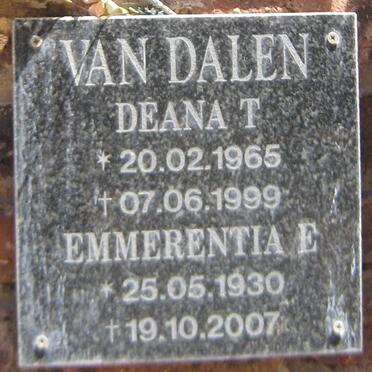 VAN DALEN
DEANA T
* 20.02.1965
† 07.06.1999
EMMERENTIA E
* 25.05.1930
† 19.10.2007